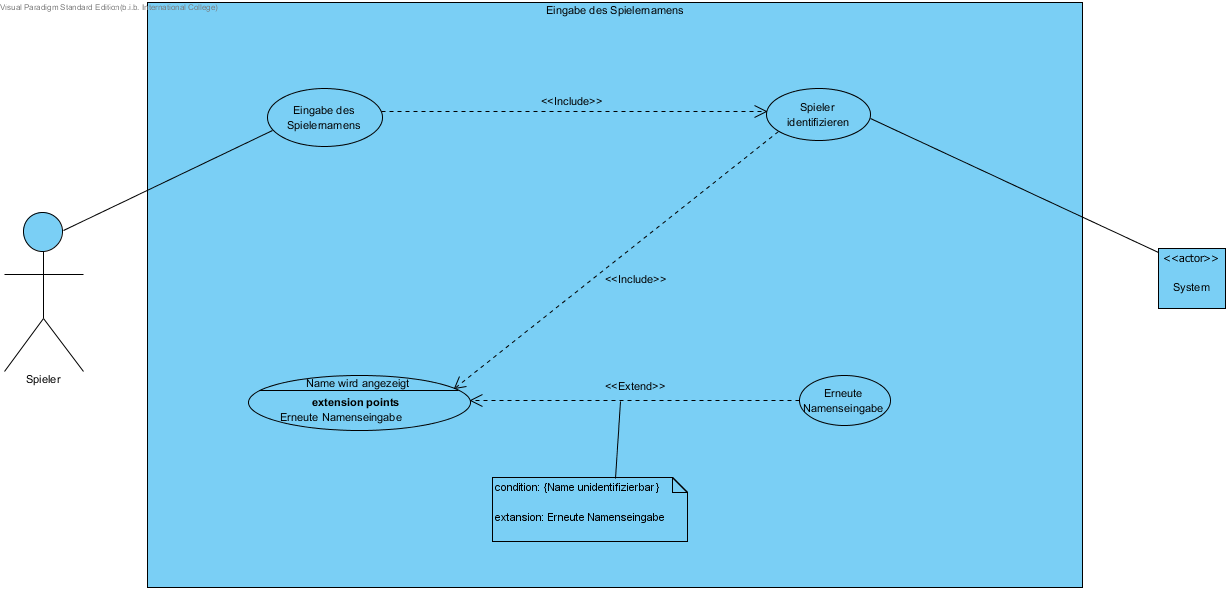 Visual Paradigm Standard Edition(b.i.b. International College)
Eingabe des Spielernamens
Eingabe des
Spielernamens
<<Include>>
Spieler
identifizieren
<<actor>>
System
<<Include>>
Spieler
Name wird angezeigt
extension points
Erneute Namenseingabe
<<Extend>>
Erneute
Namenseingabe
condition: {Name unidentifizierbar}
extansion: Erneute Namenseingabe